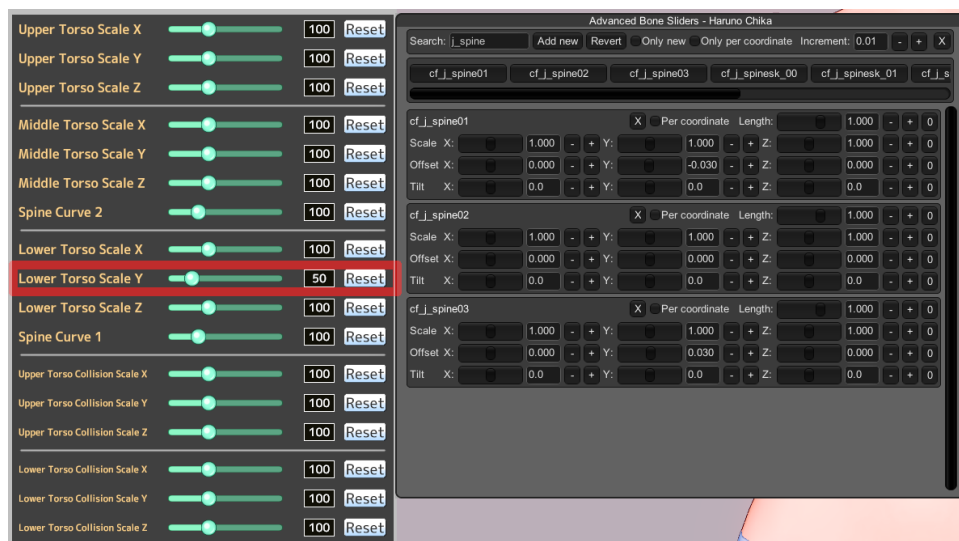 Upper Torso Scale X 100 Reset
Upper Torso Scale Y 100 Reset
Upper Torso Scale Z 100 Reset
Middle Torso Scale X 100 Reset
Middle Torso Scale Y 100 Reset
Middle Torso Scale Z 100 Reset
Spine Curve 2 100 Reset
Lower Torso Scale X 100 Reset
Lower Torso Scale Y 50 Reset
Lower Torso Scale Z 100 Reset
Spine Curve 1 100 Reset
Upper Torso Collision Scale X 100 Reset
Upper Torso Collision Scale Y 100 Reset
Upper Torso Collision Scale Z 100 Reset
Lower Torso Collision Scale X 100 Reset
Lower Torso Collision Scale Y 100 Reset
Lower Torso Collision Scale Z 100 Reset
Advanced Bone Sliders - Haruno Chika
Search: j_spine Add new Revert Only new Only per coordinate Increment: 0.01 - + X
cf_j_spine01 cf_j_spine02 cf_j_spine03 cf_j_spinesk_00 cf_j_spinesk_01 cf_j_s
cf_j_spine01 X Per coordinate Length: 1.000 - + 0
Scale X: 1.000 - + Y: 1.000 - + Z: 1.000 - + 0
Offset X: 0.000 - + Y: -0.030 - + Z: 0.000 - + 0
Tilt X: 0.0 - + Y: 0.0 - + Z: 0.0 - + 0
cf_j_spine02 X Per coordinate Length: 1.000 - + 0
Scale X: 1.000 - + Y: 1.000 - + Z: 1.000 - + 0
Offset X: 0.000 - + Y: 0.000 - + Z: 0.000 - + 0
Tilt X: 0.0 - + Y: 0.0 - + Z: 0.0 - + 0
cf_j_spine03 X Per coordinate Length: 1.000 - + 0
Scale X: 1.000 - + Y: 1.000 - + Z: 1.000 - + 0
Offset X: 0.000 - + Y: 0.030 - + Z: 0.000 - + 0
Tilt X: 0.0 - + Y: 0.0 - + Z: 0.0 - + 0